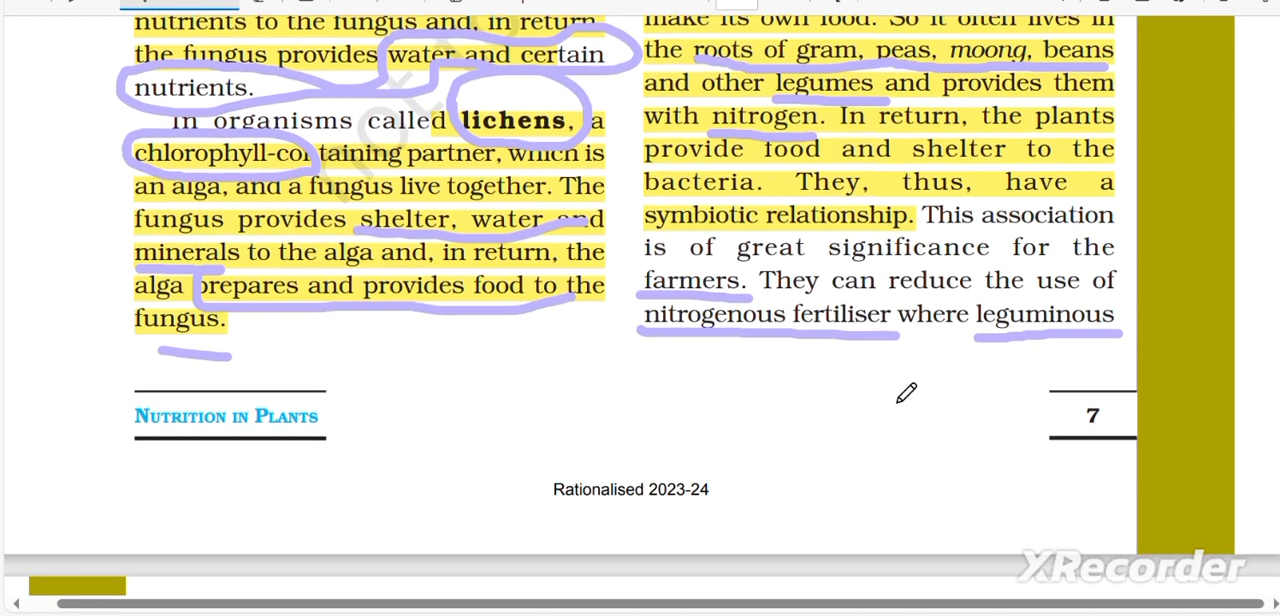 nutrients to the fungus and, in return,
the fungus provides water and certain
nutrients.
In organisms called lichens, a
chlorophyll-containing partner, which is
an alga, and a fungus live together. The
fungus provides shelter, water and
minerals to the alga and, in return, the
alga prepares and provides food to the
fungus.
make its own food. So it often lives in
the roots of gram, peas, moong, beans
and other legumes and provides them
with nitrogen. In return, the plants
provide food and shelter to the
bacteria. They, thus, have a
symbiotic relationship. This association
is of great significance for the
farmers. They can reduce the use of
nitrogenous fertiliser where leguminous
NUTRITION IN PLANTS
7
Rationalised 2023-24
XRecorder